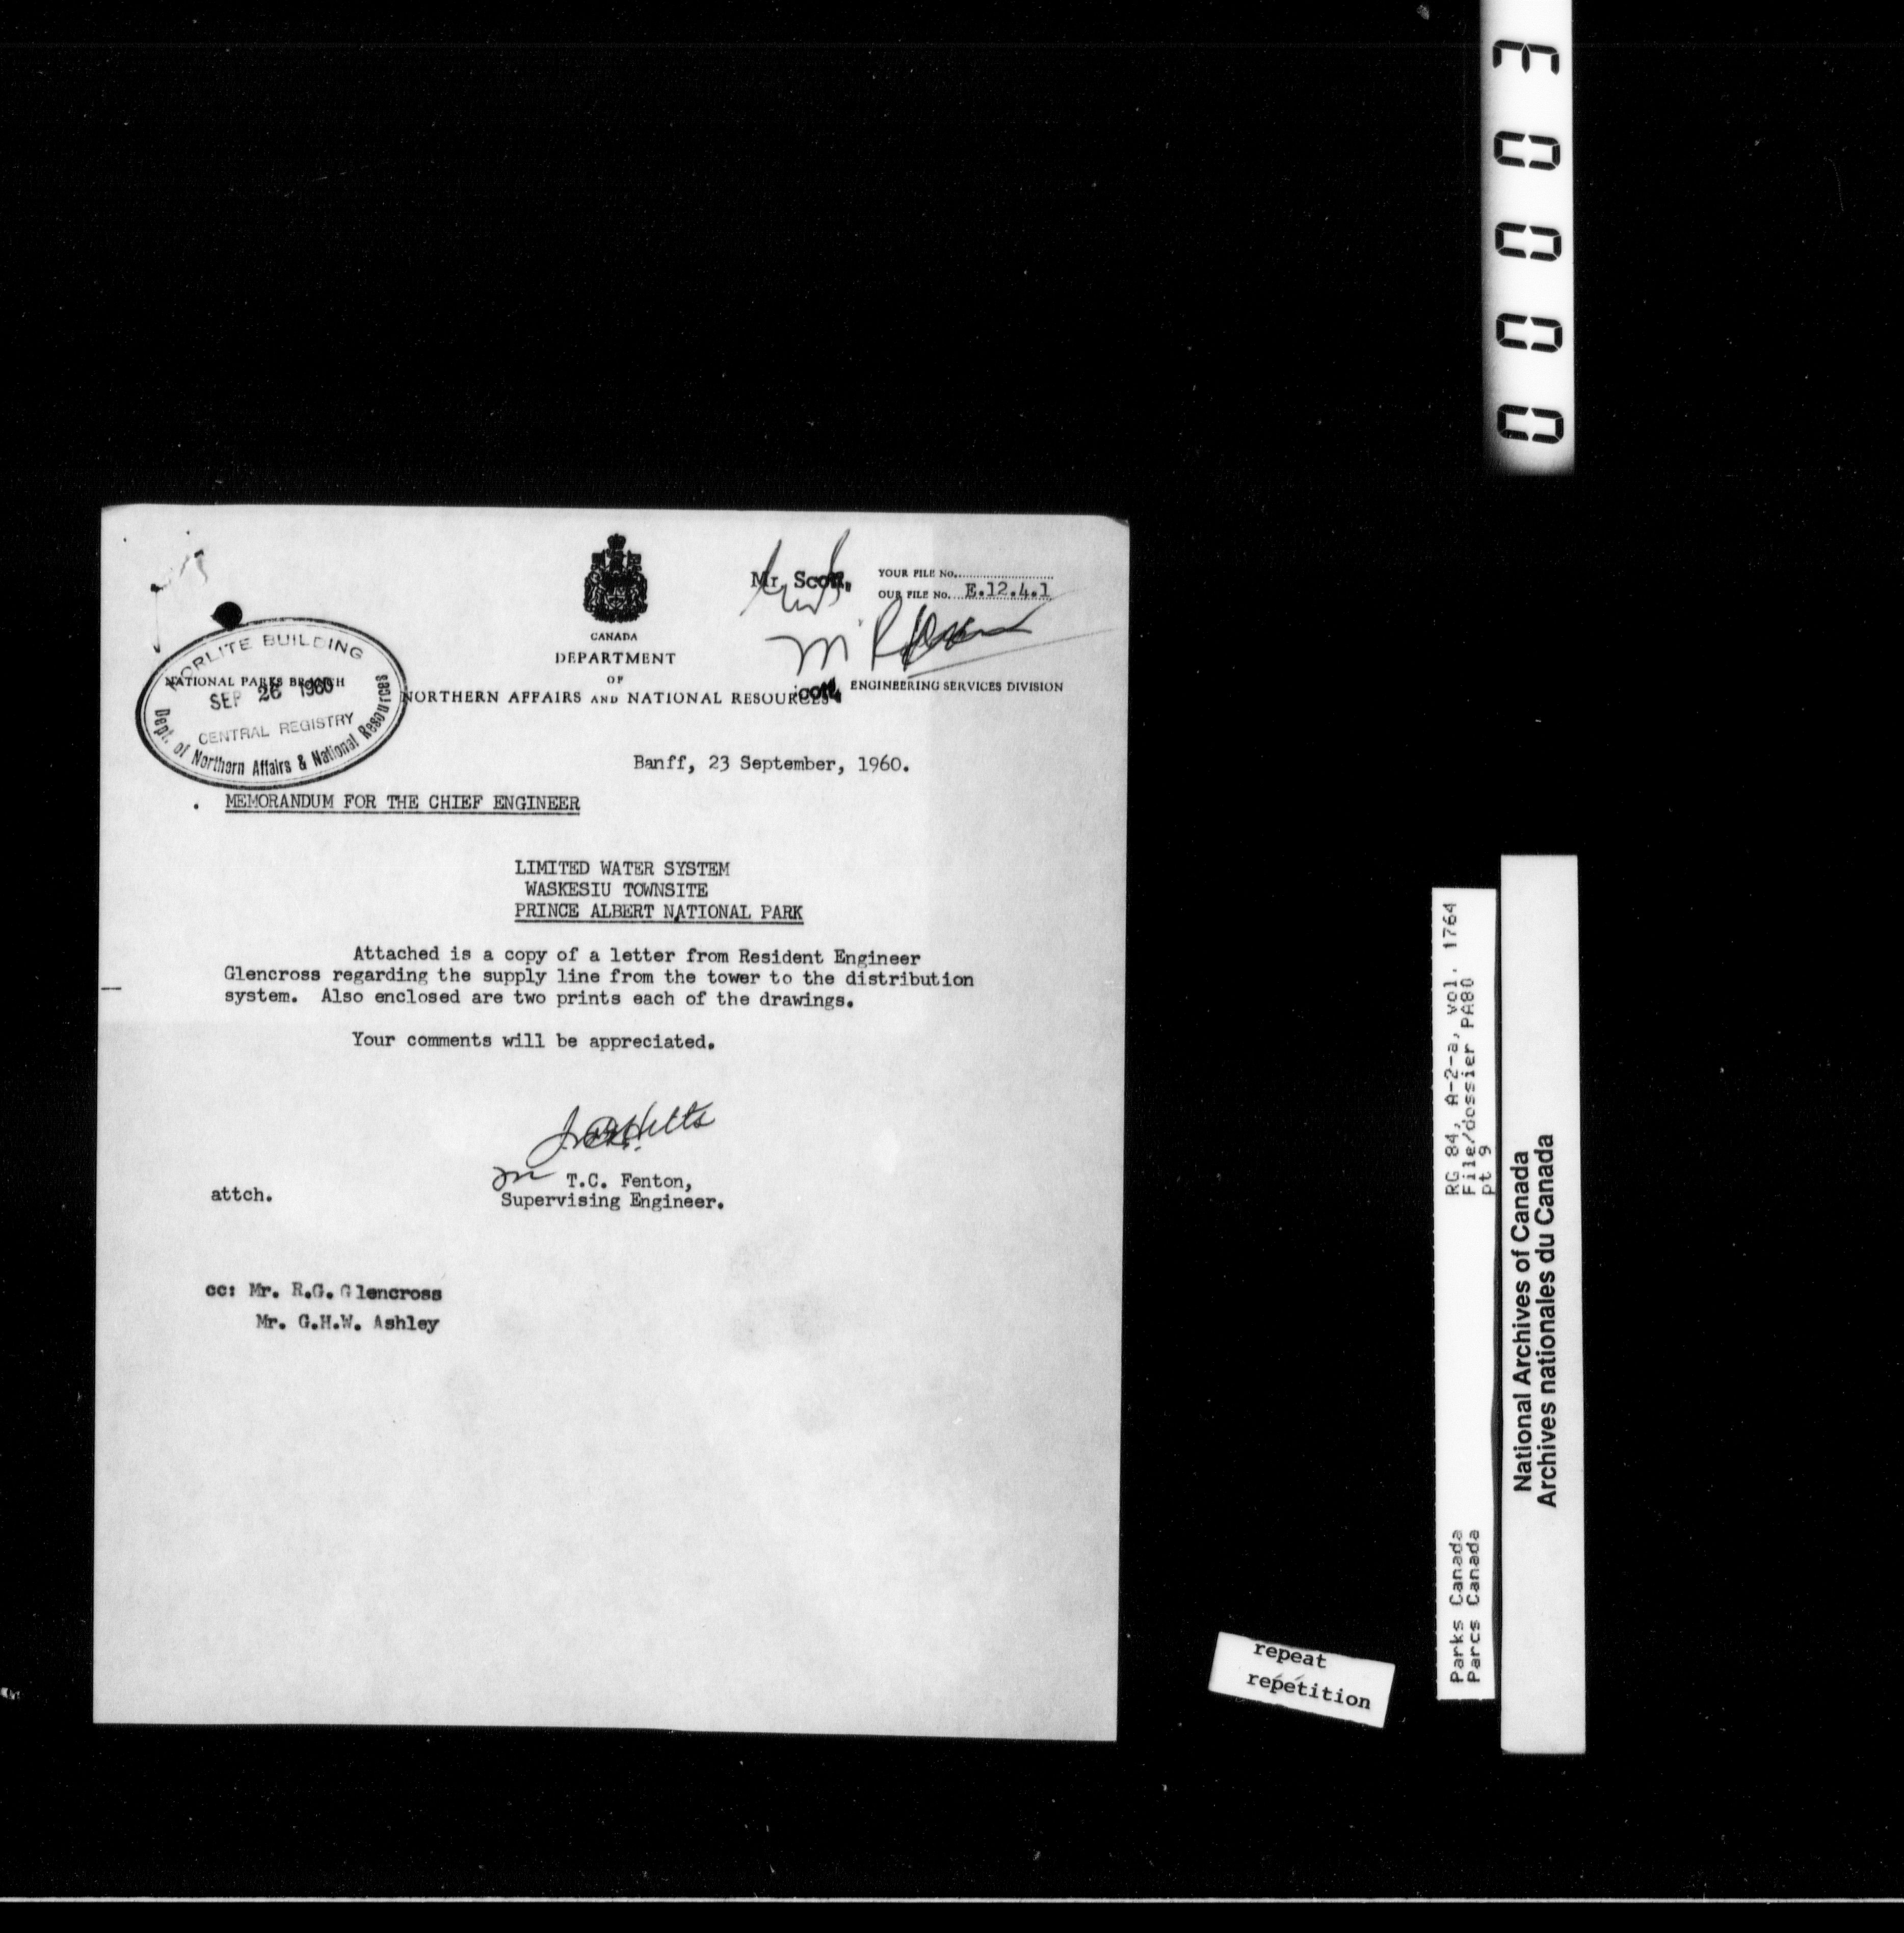 Mr. Scott.
YOUR FILE NO.
OUR FILE NO. E.12.4.1
CANADA
DEPARTMENT
OF
NORTHERN AFFAIRS AND NATIONAL RESOURCES
ENGINEERING SERVICES DIVISION
NORLITE BUILDING
NATIONAL PARKS BRANCH
SEP 26 1960
CENTRAL REGISTRY
Dept. of Northern Affairs & National Resources
Banff, 23 September, 1960.
MEMORANDUM FOR THE CHIEF ENGINEER
LIMITED WATER SYSTEM
WASKESIU TOWNSITE
PRINCE ALBERT NATIONAL PARK
Attached is a copy of a letter from Resident Engineer
Glencross regarding the supply line from the tower to the distribution
system. Also enclosed are two prints each of the drawings.
Your comments will be appreciated.
T.C. Fenton,
Supervising Engineer.
attch.
cc: Mr. R.G. Glencross
Mr. G.H.W. Ashley
repeat
repétition
Parks Canada
Parcs Canada
RG 84, A-2-a, vol. 1764
File/dossier PA80
pt 9
National Archives of Canada
Archives nationales du Canada
00003